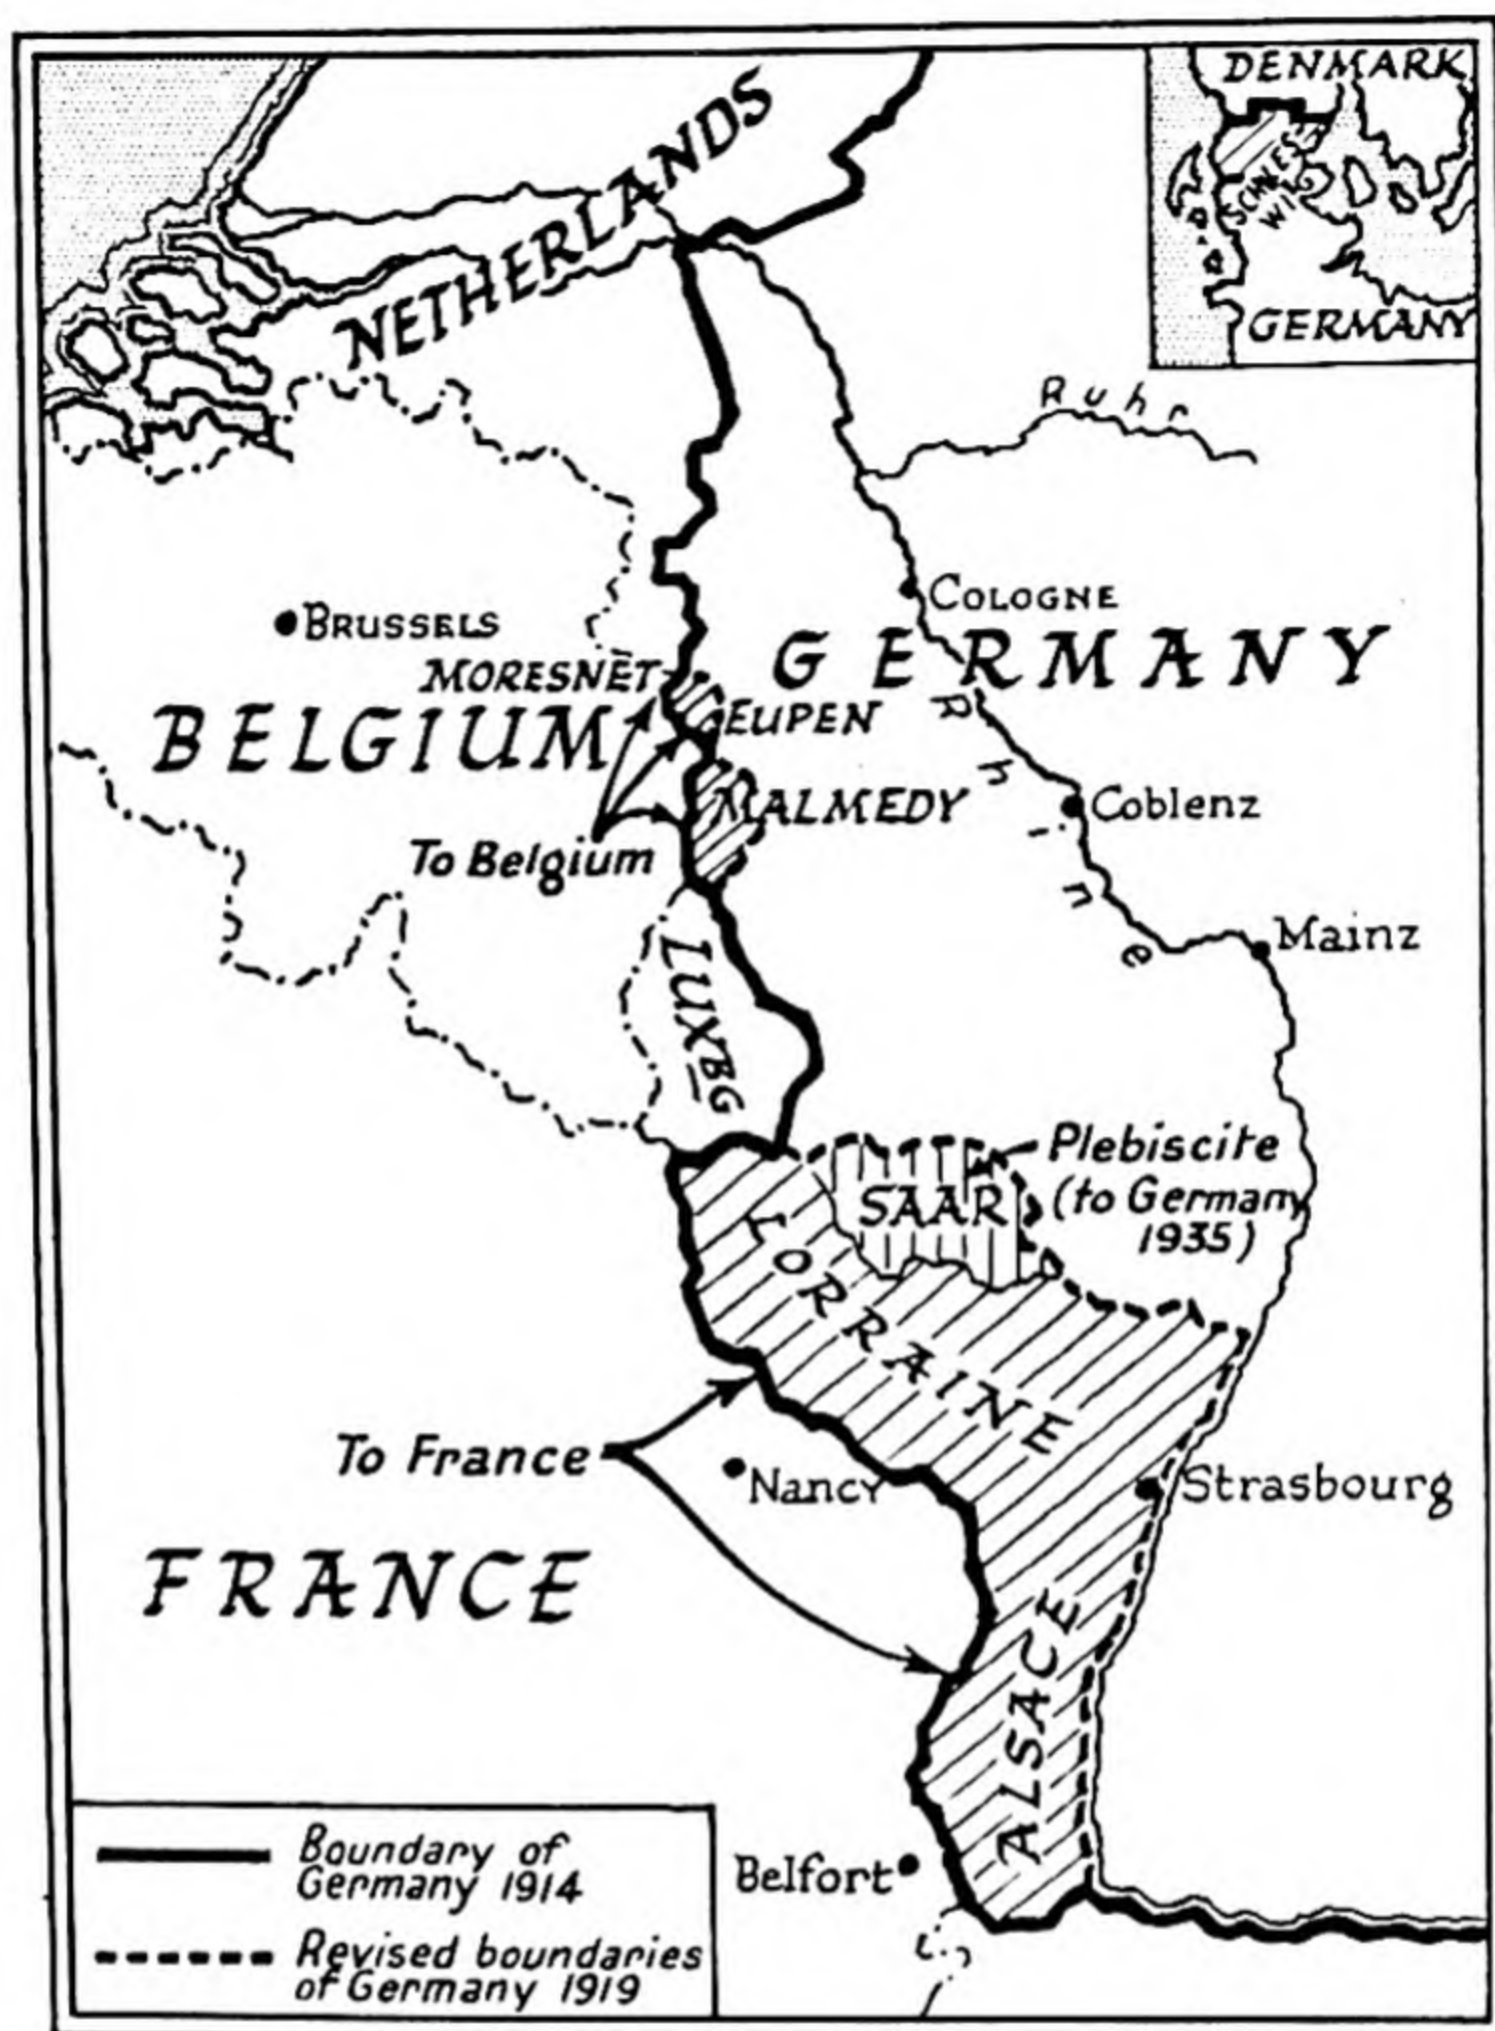 DENMARK
SCHLES-
WIG
GERMANY
NETHERLANDS
Ruhr
COLOGNE
BRUSSELS
GERMANY
MORESNET
EUPEN
BELGIUM
Rhine
MALMEDY
Coblenz
To Belgium
Mainz
LUXBG
Plebiscite
(to Germany
1935)
SAAR
LORRAINE
To France
Nancy
Strasbourg
FRANCE
ALSACE
Belfort
Boundary of
Germany 1914
Revised boundaries
of Germany 1919